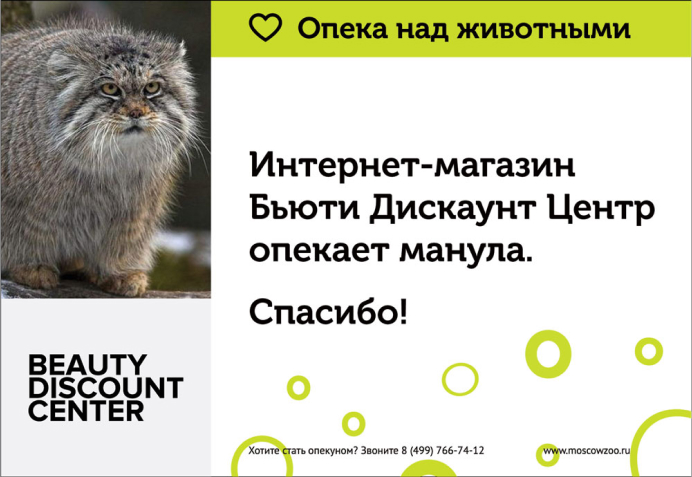 Опека над животными
Интернет-магазин
Бьюти Дискаунт Центр
опекает манула.
Спасибо!
BEAUTY
DISCOUNT
CENTER
Хотите стать опекуном? Звоните 8 (499) 766-74-12
www.moscowzoo.ru